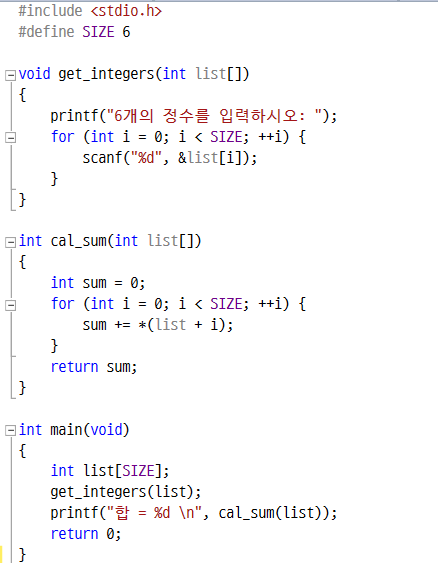 #include <stdio.h>
#define SIZE 6
void get_integers(int list[])
{
printf("6개의 정수를 입력하시오: ");
for (int i = 0; i < SIZE; ++i) {
scanf("%d", &list[i]);
}
}
int cal_sum(int list[])
{
int sum = 0;
for (int i = 0; i < SIZE; ++i) {
sum += *(list + i);
}
return sum;
}
int main(void)
{
int list[SIZE];
get_integers(list);
printf("합 = %d \n", cal_sum(list));
return 0;
}